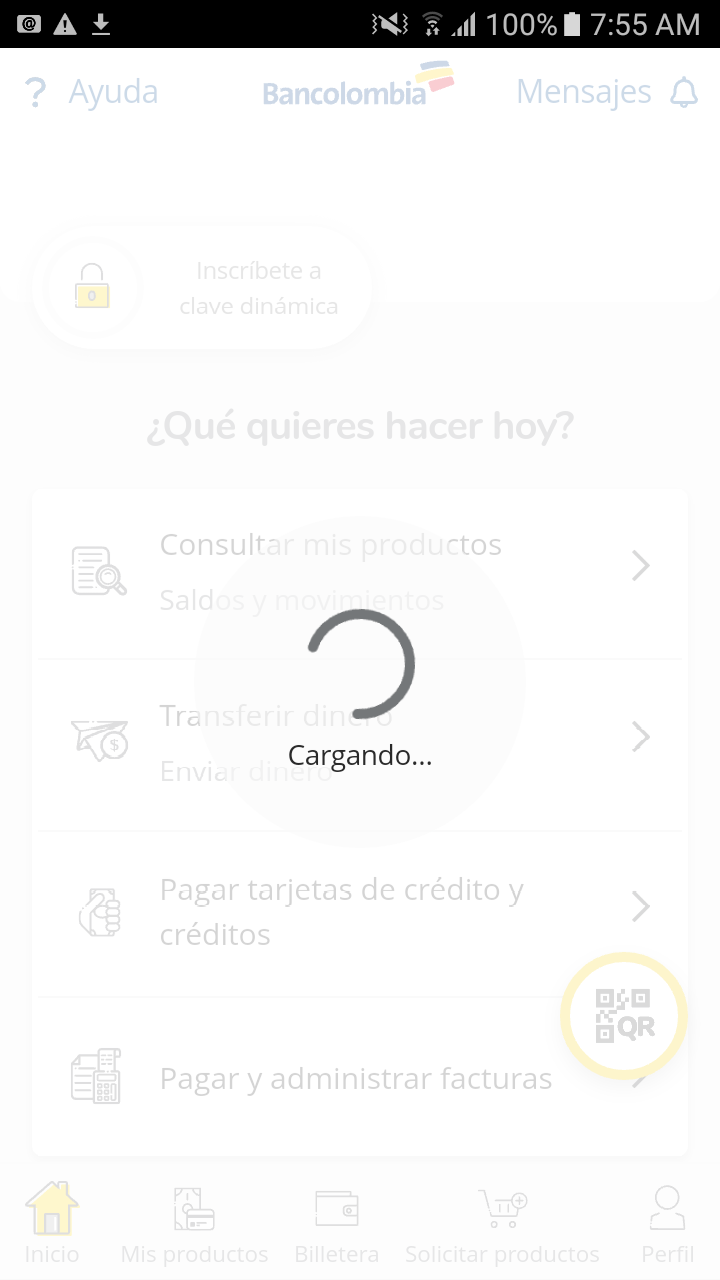 100% 7:55 AM
? Ayuda
Bancolombia
Mensajes
Inscríbete a
clave dinámica
¿Qué quieres hacer hoy?
Consultar mis productos
Saldos y movimientos
Transferir dinero
Enviar dinero
Cargando...
Pagar tarjetas de crédito y
créditos
QR
Pagar y administrar facturas
Inicio
Mis productos
Billetera
Solicitar productos
Perfil